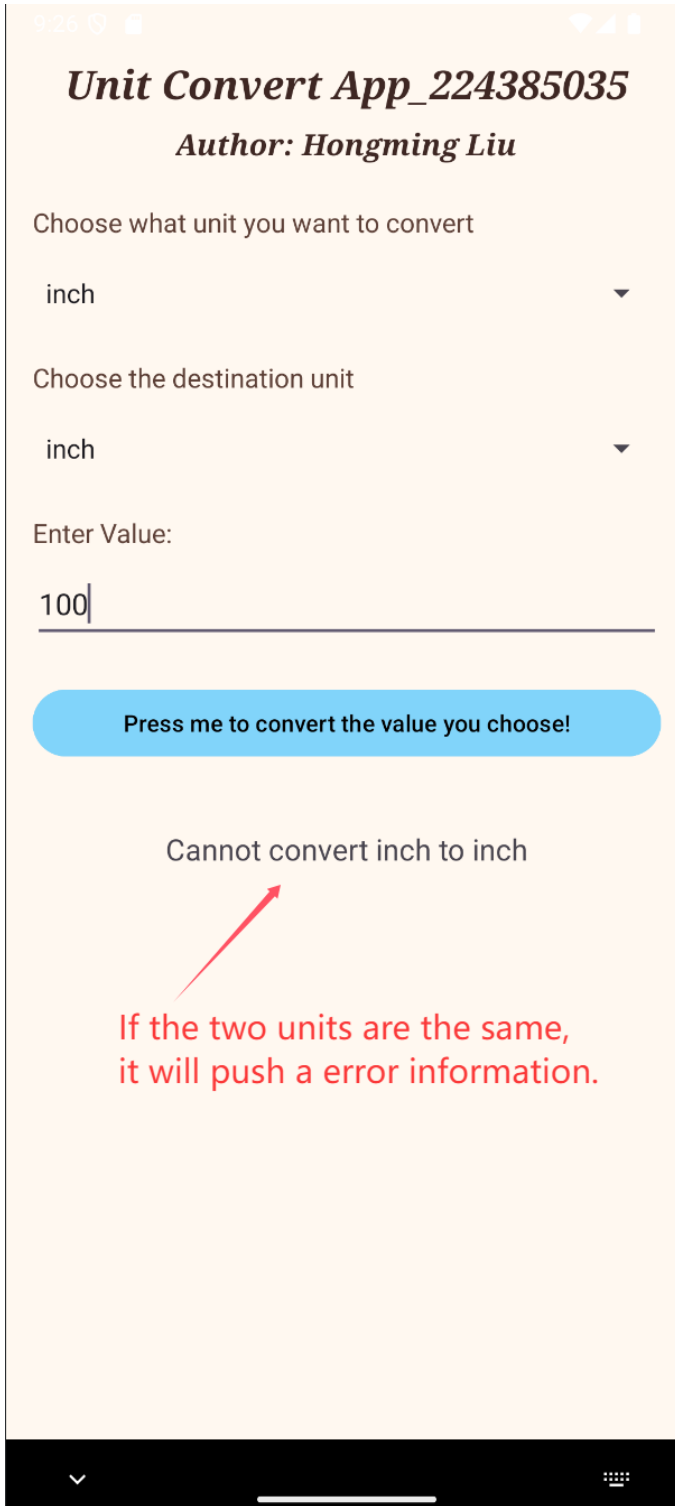 9:26
Unit Convert App_224385035
Author: Hongming Liu
Choose what unit you want to convert
inch
Choose the destination unit
inch
Enter Value:
100
Press me to convert the value you choose!
Cannot convert inch to inch
If the two units are the same,
it will push a error information.